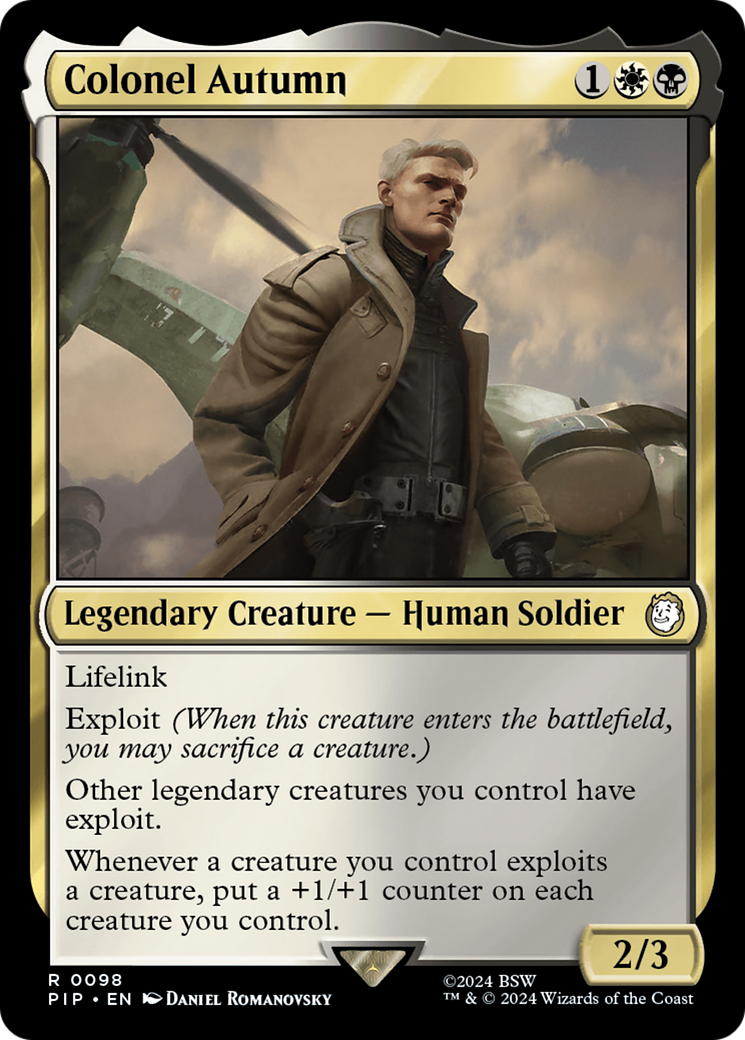 Colonel Autumn 1
Legendary Creature — Human Soldier
Lifelink
Exploit (When this creature enters the battlefield,
you may sacrifice a creature.)
Other legendary creatures you control have
exploit.
Whenever a creature you control exploits
a creature, put a +1/+1 counter on each
creature you control.
2/3
R 0098
PIP • EN Daniel Romanovsky
©2024 BSW
™ & © 2024 Wizards of the Coast